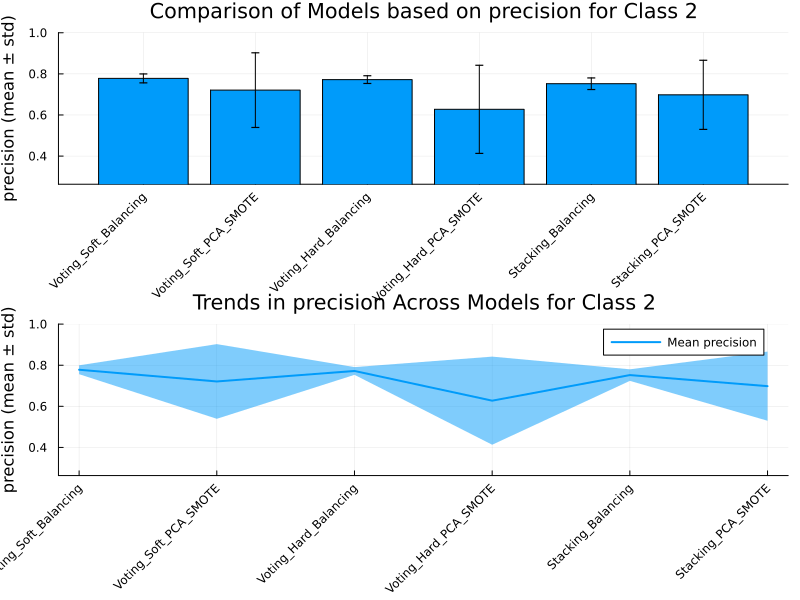 Comparison of Models based on precision for Class 2
precision (mean ± std)
1.0
0.8
0.6
0.4
Voting_Soft_Balancing
Voting_Soft_PCA_SMOTE
Voting_Hard_Balancing
Voting_Hard_PCA_SMOTE
Stacking_Balancing
Stacking_PCA_SMOTE
Trends in precision Across Models for Class 2
precision (mean ± std)
1.0
0.8
0.6
0.4
Mean precision
ing_Soft_Balancing
Voting_Soft_PCA_SMOTE
Voting_Hard_Balancing
Voting_Hard_PCA_SMOTE
Stacking_Balancing
Stacking_PCA_SMOTE